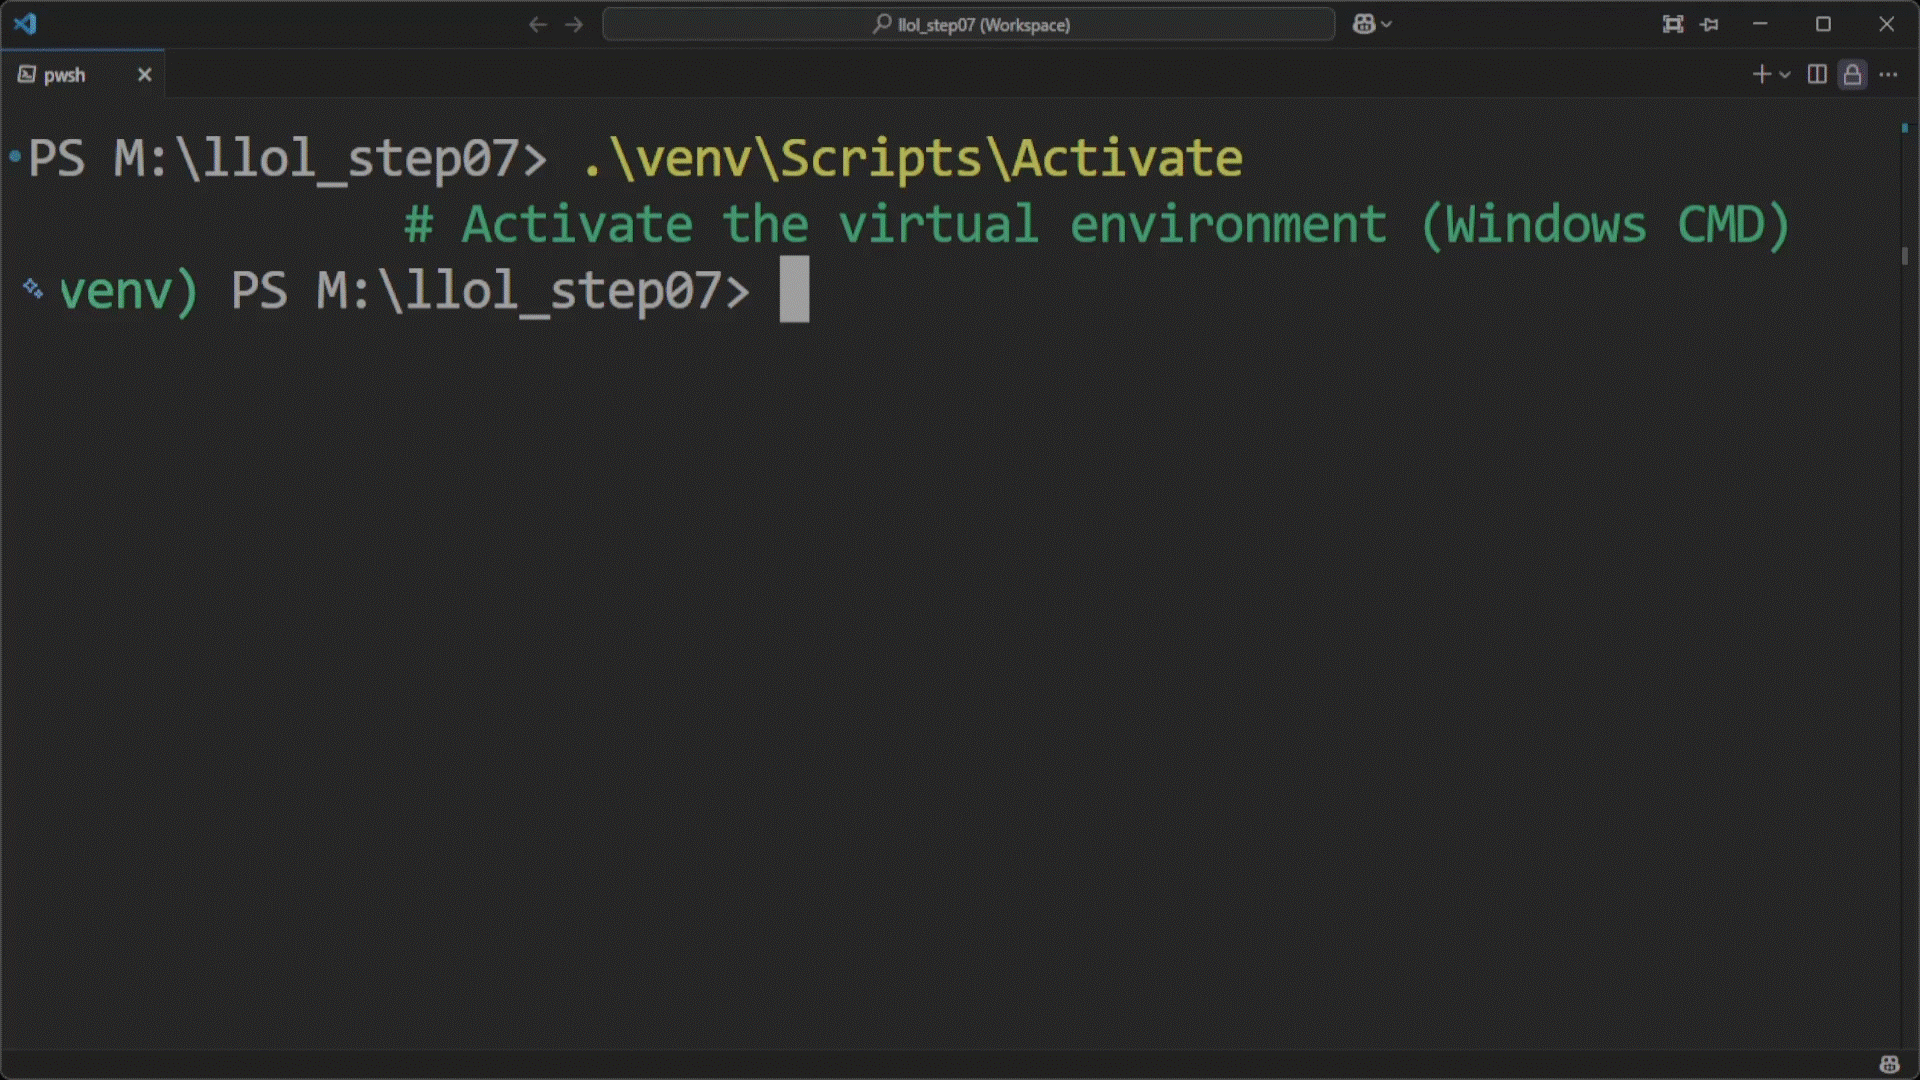 llol_step07 (Workspace)
pwsh
PS M:\llol_step07> .\venv\Scripts\Activate
# Activate the virtual environment (Windows CMD)
venv) PS M:\llol_step07>